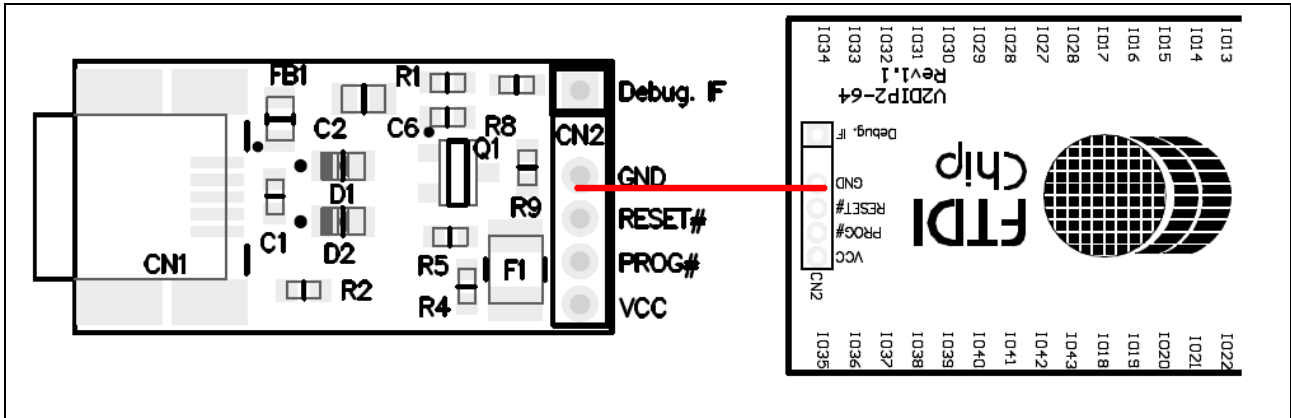 FB1
R1
Debug. IF
C2
C6
R8
CN2
Q1
GND
D1
R9
RESET#
C1
D2
R5
PROG#
CN1
F1
R2
R4
VCC
IO34 IO33 IO32 IO31 IO30 IO29 IO28 IO27 IO28 IO17 IO16 IO15 IO14 IO13
V2DIP2-64
Rev1.1
Debug. IF
GND
RESET#
PROG#
VCC
CN2
FTDI
Chip
IO35 IO36 IO37 IO38 IO39 IO40 IO41 IO42 IO43 IO18 IO19 IO20 IO21 IO22